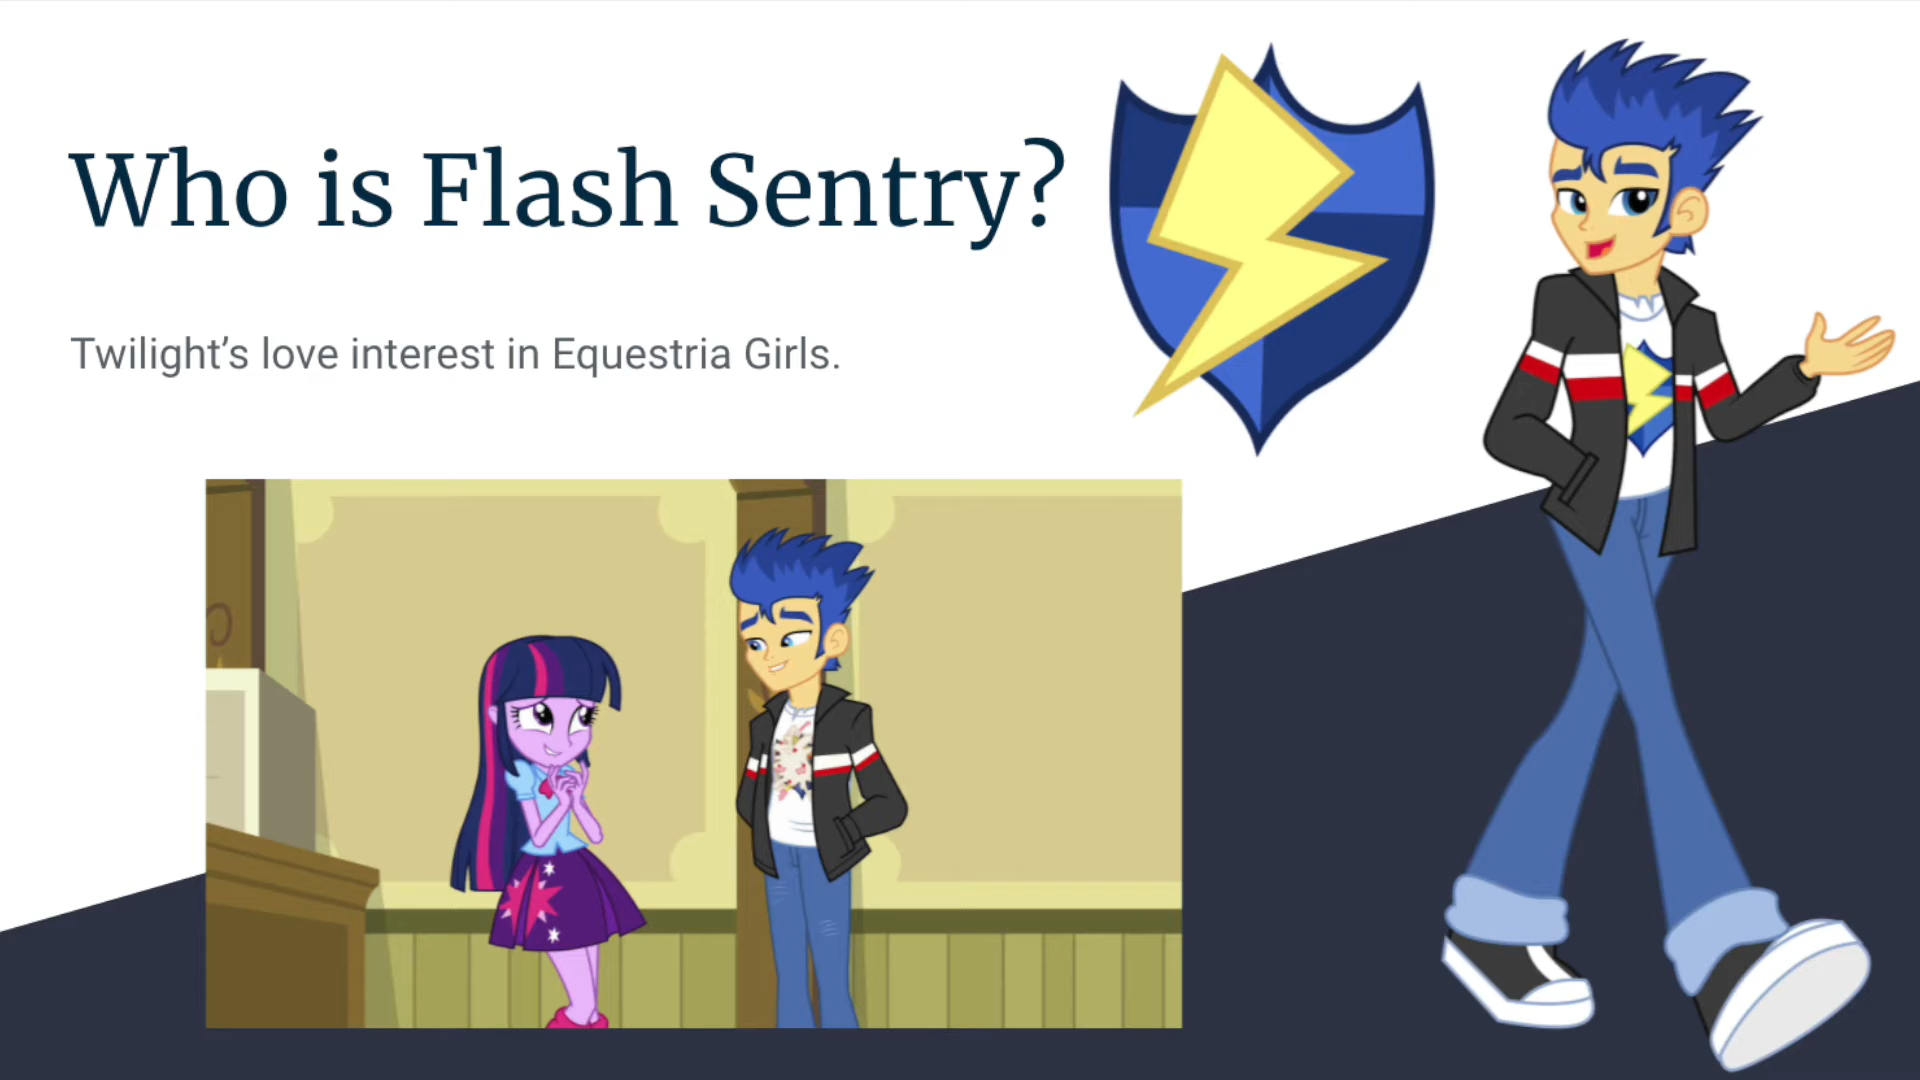 Who is Flash Sentry?
Twilight’s love interest in Equestria Girls.